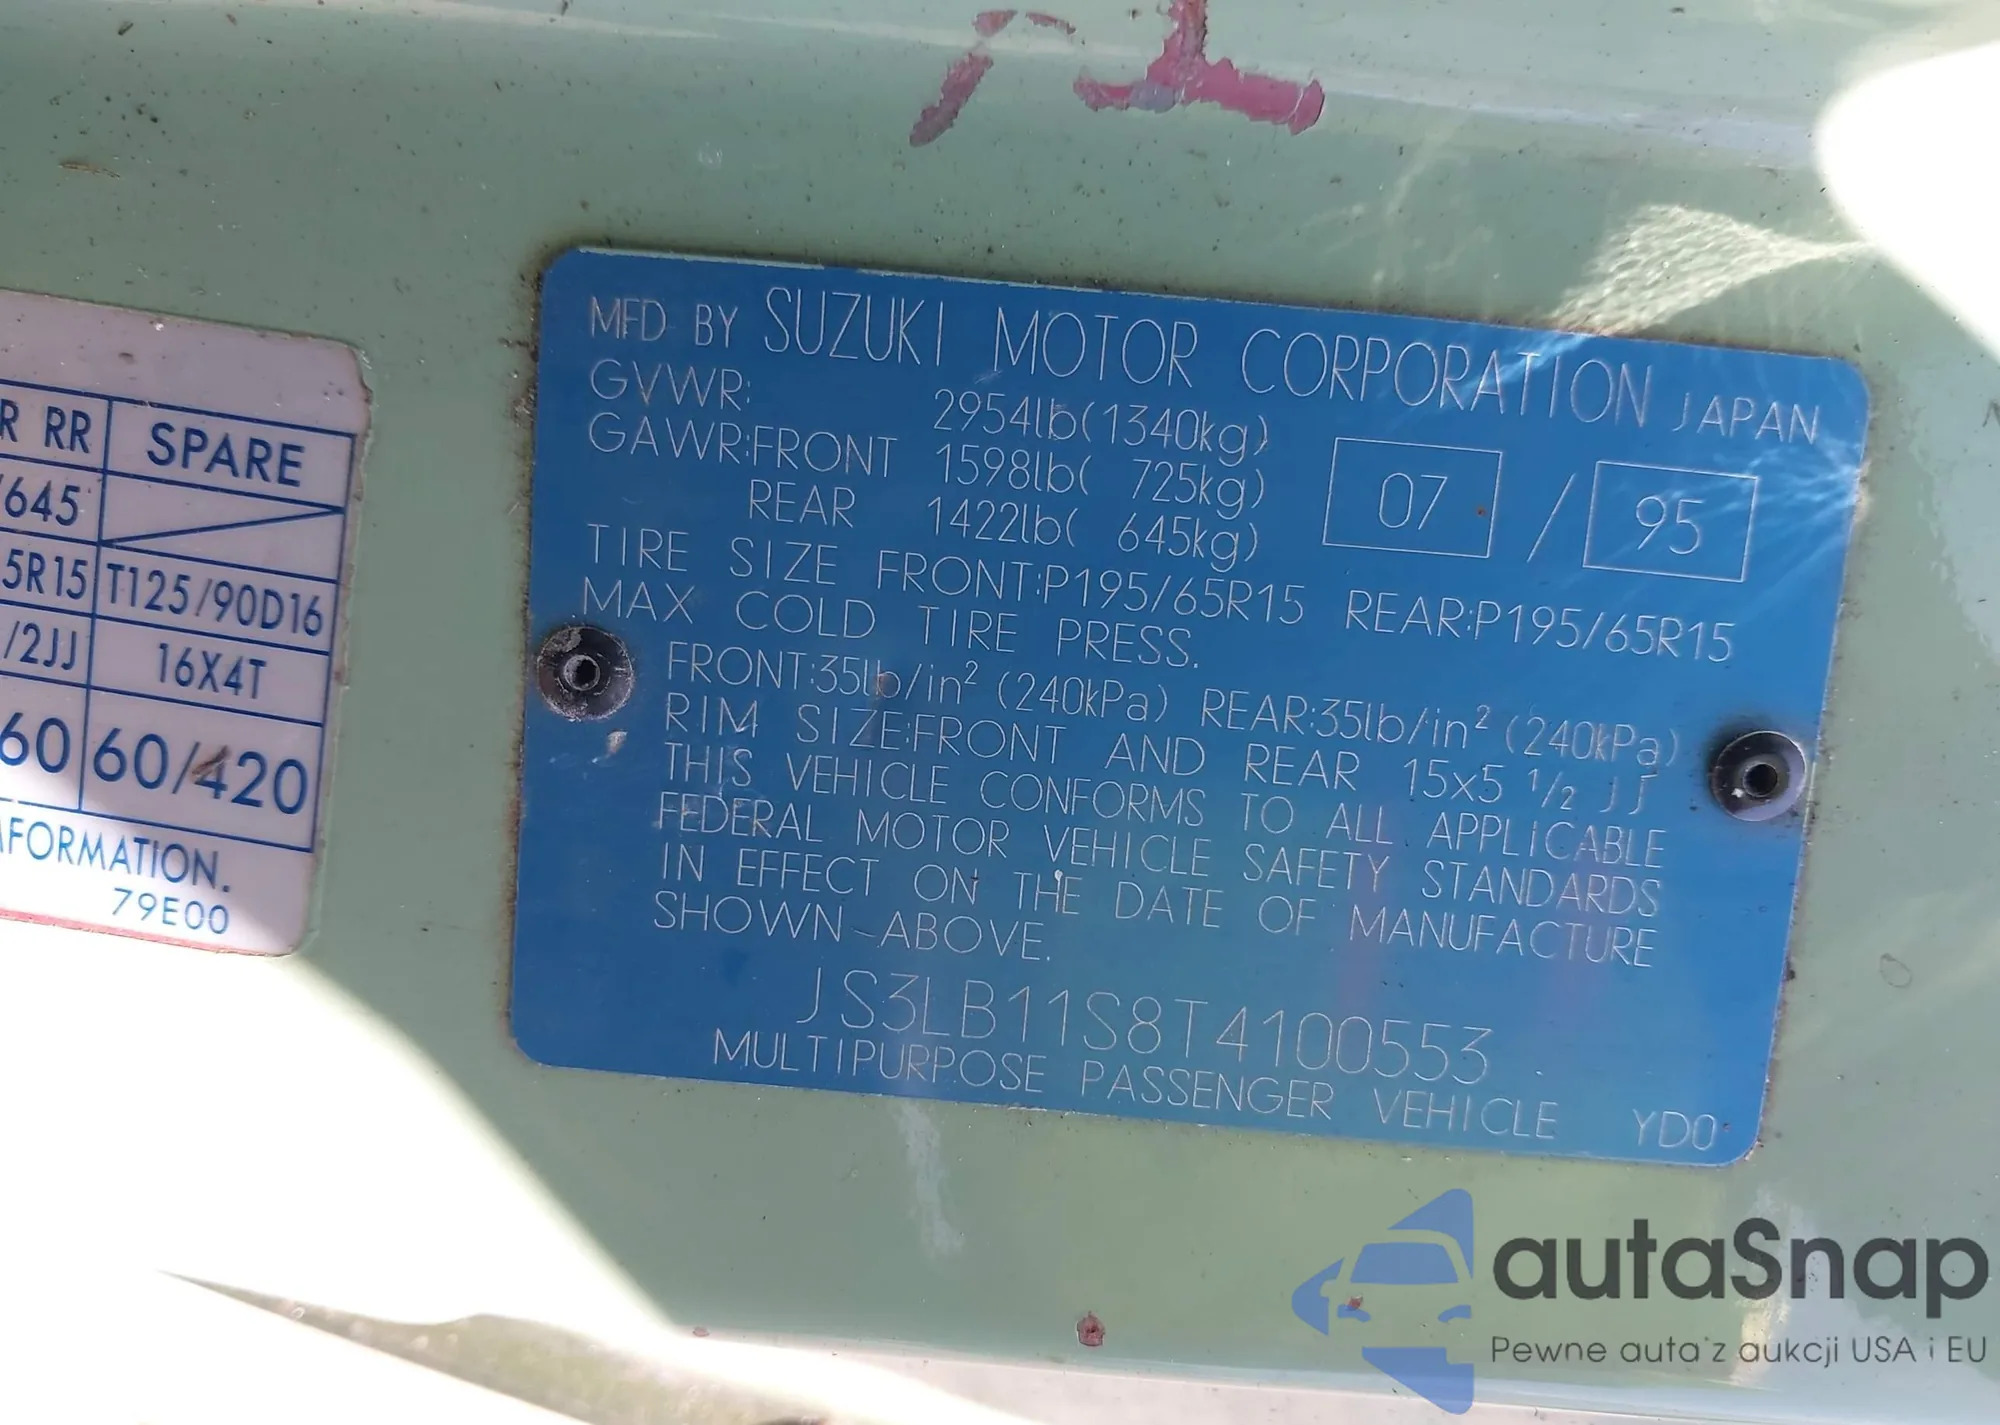 R RR SPARE
/645
5R15 T125/90D16
/2JJ 16X4T
60 60/420
NFORMATION.
79E00
MFD BY SUZUKI MOTOR CORPORATION JAPAN
GVWR: 2954lb(1340kg)
GAWR:FRONT 1598lb( 725kg)
REAR 1422lb( 645kg)
07 / 95
TIRE SIZE FRONT:P195/65R15 REAR:P195/65R15
MAX COLD TIRE PRESS.
FRONT:35lb/in² (240kPa) REAR:35lb/in² (240kPa)
RIM SIZE:FRONT AND REAR 15x5 1/2 JJ
THIS VEHICLE CONFORMS TO ALL APPLICABLE
FEDERAL MOTOR VEHICLE SAFETY STANDARDS
IN EFFECT ON THE DATE OF MANUFACTURE
SHOWN ABOVE.
JS3LB11S8T4100553
MULTIPURPOSE PASSENGER VEHICLE YD0
autaSnap
Pewne auta z aukcji USA i EU